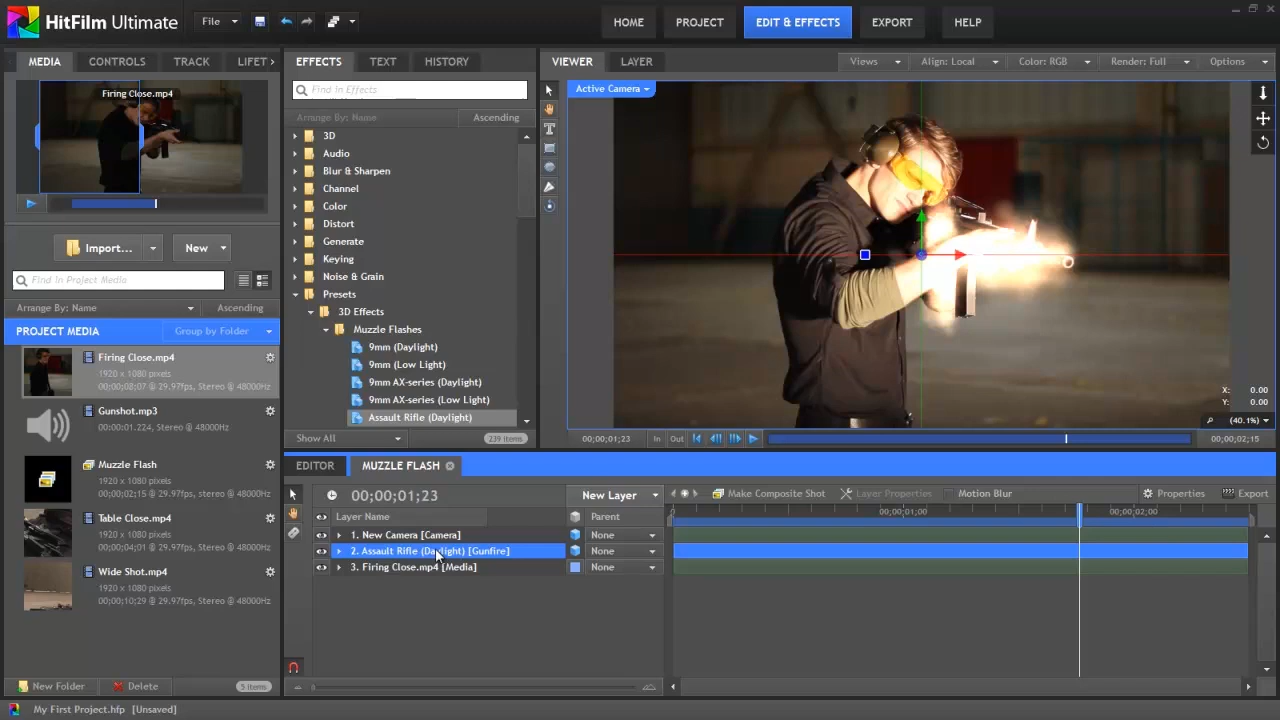 HitFilm Ultimate
File
HOME
PROJECT
EDIT & EFFECTS
EXPORT
HELP
MEDIA
CONTROLS
TRACK
LIFET
Firing Close.mp4
Import...
New
Find in Project Media
Arrange By: Name
Ascending
PROJECT MEDIA
Group by Folder
Firing Close.mp4
1920 x 1080 pixels
00;00;08;07 @ 29.97fps, Stereo @ 48000Hz
Gunshot.mp3
00:00:01.224, Stereo @ 48000Hz
Muzzle Flash
1920 x 1080 pixels
00;00;02;15 @ 29.97fps, Stereo @ 48000Hz
Table Close.mp4
1920 x 1080 pixels
00;00;04;01 @ 29.97fps, Stereo @ 48000Hz
Wide Shot.mp4
1920 x 1080 pixels
00;00;10;29 @ 29.97fps, Stereo @ 48000Hz
New Folder
Delete
5 items
My First Project.hfp
[Unsaved]
EFFECTS
TEXT
HISTORY
Find in Effects
Arrange By: Name
Ascending
3D
Audio
Blur & Sharpen
Channel
Color
Distort
Generate
Keying
Noise & Grain
Presets
3D Effects
Muzzle Flashes
9mm (Daylight)
9mm (Low Light)
9mm AX-series (Daylight)
9mm AX-series (Low Light)
Assault Rifle (Daylight)
Show All
239 items
VIEWER
LAYER
Views
Align: Local
Color: RGB
Render: Full
Options
Active Camera
X: 0.00
Y: 0.00
(40.1%)
00;00;01;23
In
Out
00;00;02;15
EDITOR
MUZZLE FLASH
00;00;01;23
New Layer
Make Composite Shot
Layer Properties
Motion Blur
Properties
Export
Layer Name
Parent
00;00;01;00
00;00;02;00
1. New Camera [Camera]
None
2. Assault Rifle (Daylight) [Gunfire]
None
3. Firing Close.mp4 [Media]
None